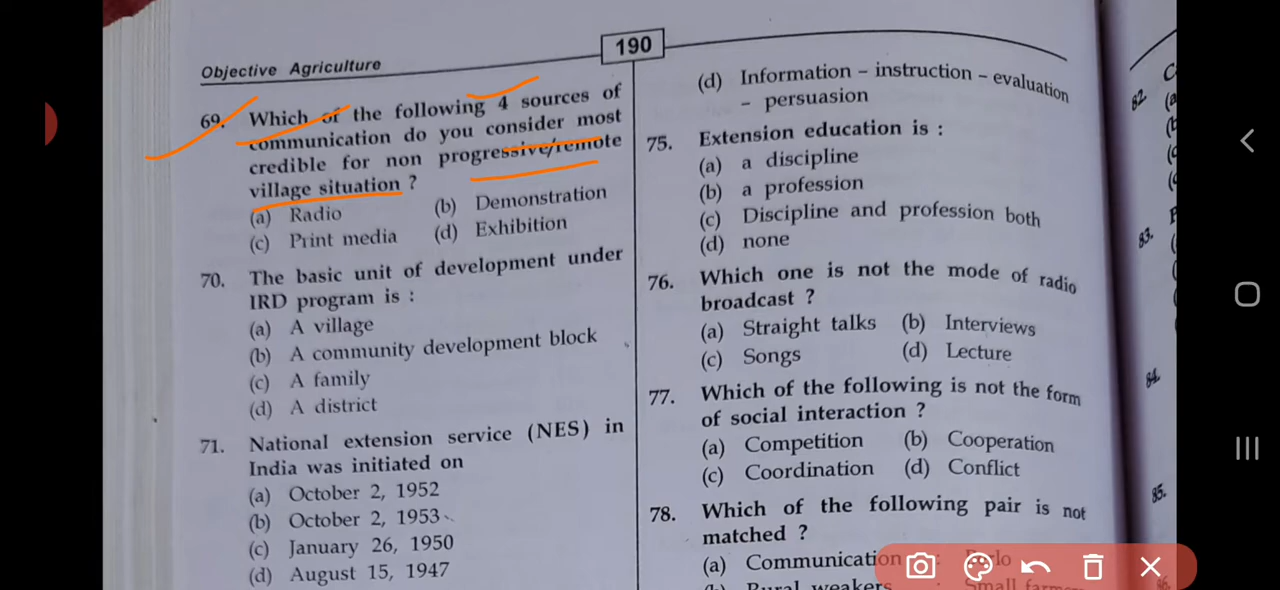 190
Objective Agriculture
69. Which of the following 4 sources of
communication do you consider most
credible for non progressive/remote
village situation ?
(a) Radio (b) Demonstration
(c) Print media (d) Exhibition
70. The basic unit of development under
IRD program is :
(a) A village
(b) A community development block
(c) A family
(d) A district
71. National extension service (NES) in
India was initiated on
(a) October 2, 1952
(b) October 2, 1953
(c) January 26, 1950
(d) August 15, 1947
(d) Information – instruction – evaluation
– persuasion
75. Extension education is :
(a) a discipline
(b) a profession
(c) Discipline and profession both
(d) none
76. Which one is not the mode of radio
broadcast ?
(a) Straight talks (b) Interviews
(c) Songs (d) Lecture
77. Which of the following is not the form
of social interaction ?
(a) Competition (b) Cooperation
(c) Coordination (d) Conflict
78. Which of the following pair is not
matched ?
(a) Communication : Berlo
Rural weakers
82.
83.
84.
85.